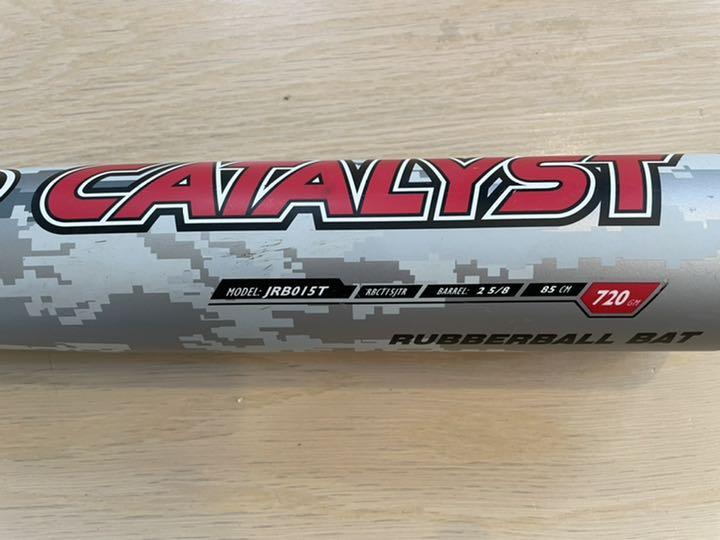 CATALYST
MODEL: JRB015T RBCT15JTR BARREL: 2 5/8 85 CM 720 GM
RUBBERBALL BAT